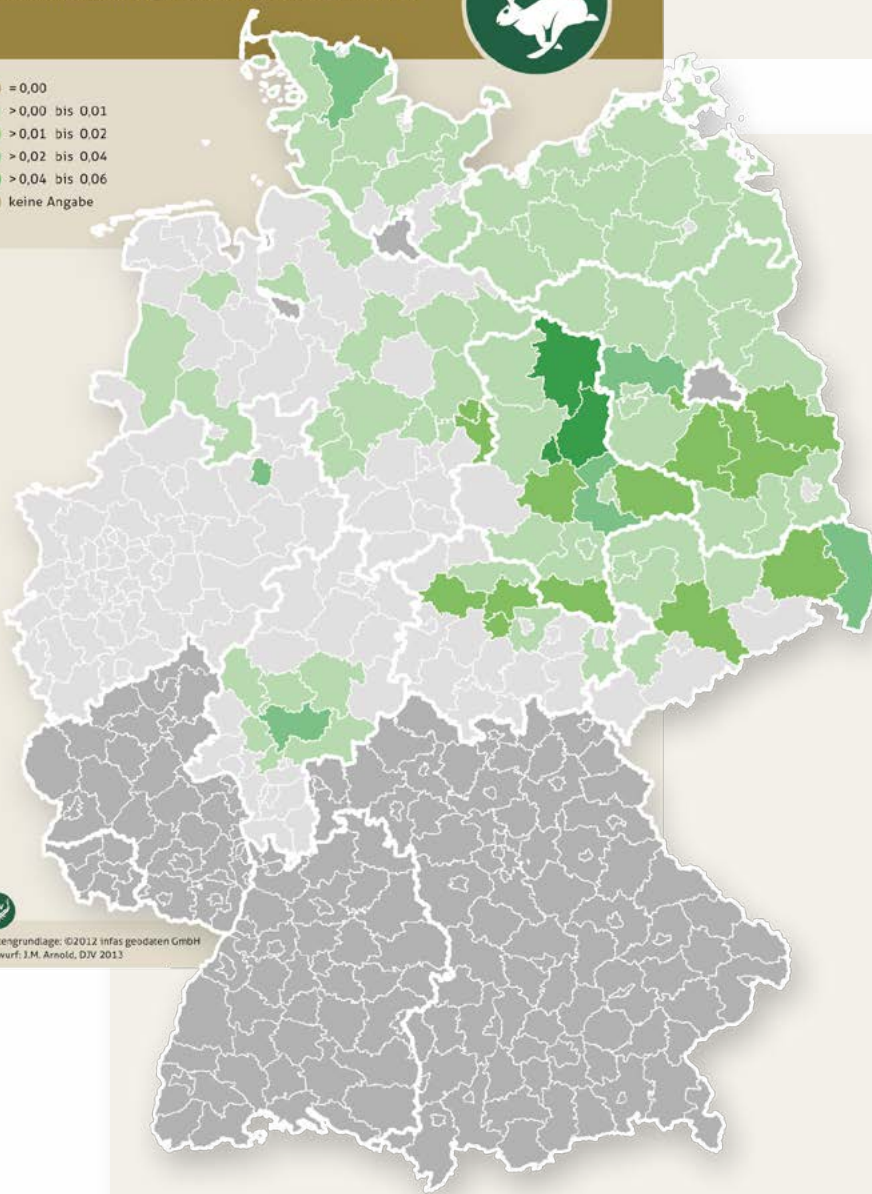 = 0,00
> 0,00 bis 0,01
> 0,01 bis 0,02
> 0,02 bis 0,04
> 0,04 bis 0,06
keine Angabe
engrundlage: ©2012 infas geodaten GmbH
wurf: J.M. Arnold, DJV 2013